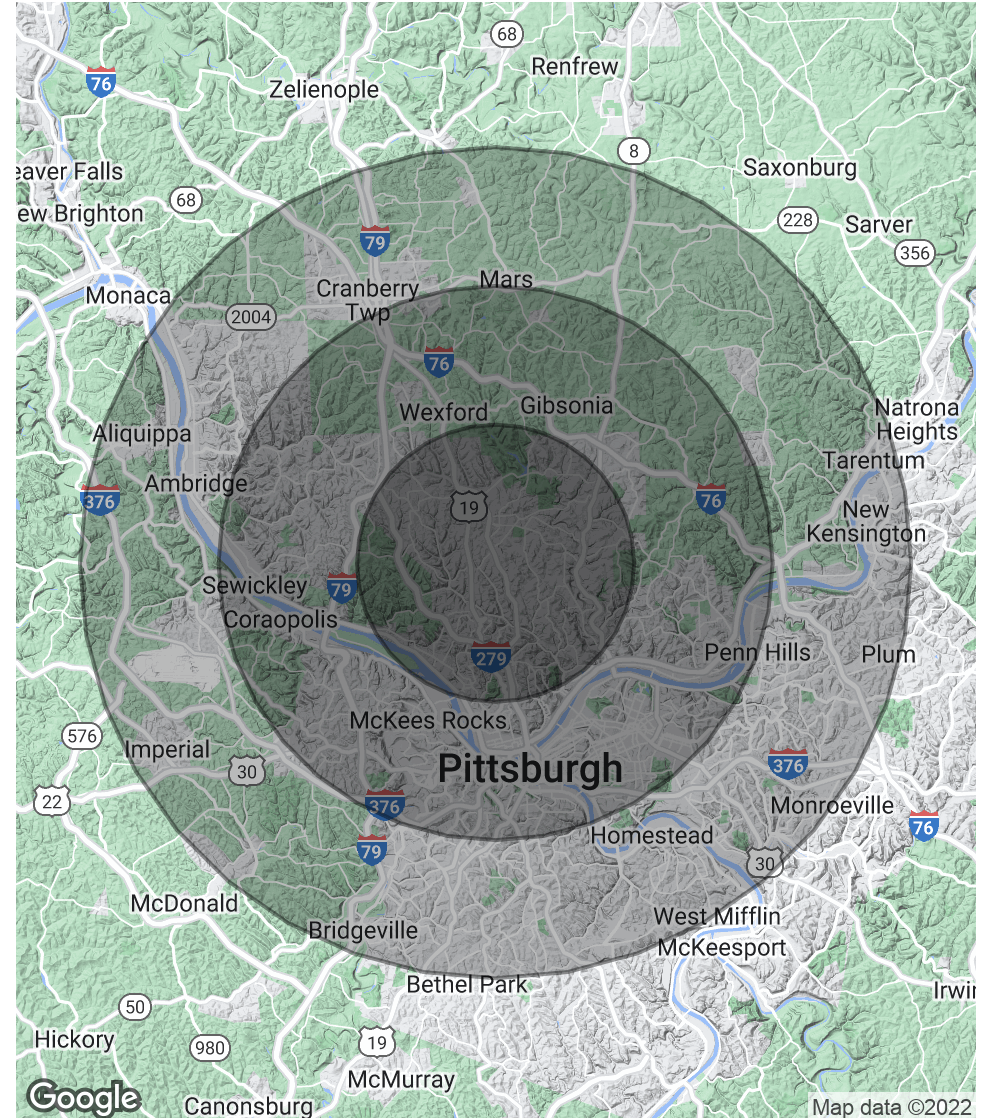 68
Renfrew
76
Zelienople
8
eaver Falls
Saxonburg
68
ew Brighton
228
Sarver
79
356
Mars
Cranberry
Twp
Monaca
2004
76
Wexford
Gibsonia
Natrona
Heights
Aliquippa
Tarentum
Ambridge
376
19
76
New
Kensington
Sewickley
79
Coraopolis
279
Penn Hills
Plum
McKees Rocks
576
Imperial
30
Pittsburgh
376
22
376
Monroeville
76
Homestead
79
30
McDonald
West Mifflin
Bridgeville
McKeesport
Bethel Park
Irwin
50
Hickory
980
19
McMurray
Google
Canonsburg
Map data ©2022